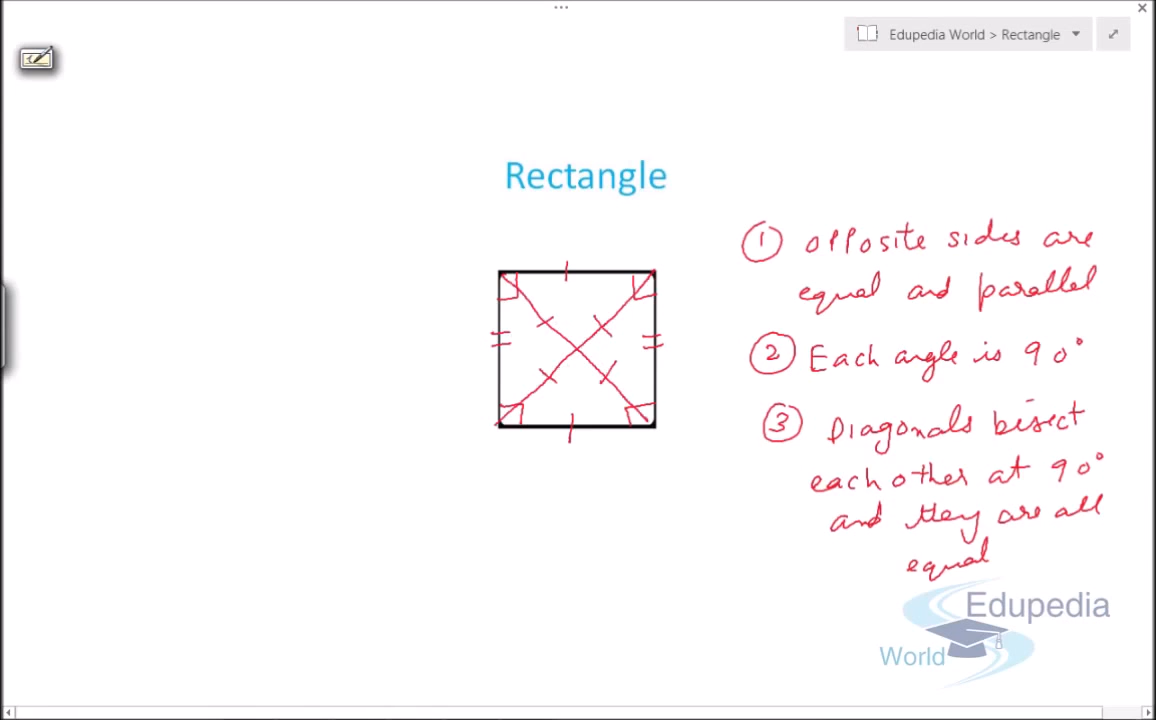 Edupedia World > Rectangle
Rectangle
① opposite sides are
equal and parallel
② Each angle is 90°
③ Diagonals bisect
each other at 90°
and they are all
equal
Edupedia
World